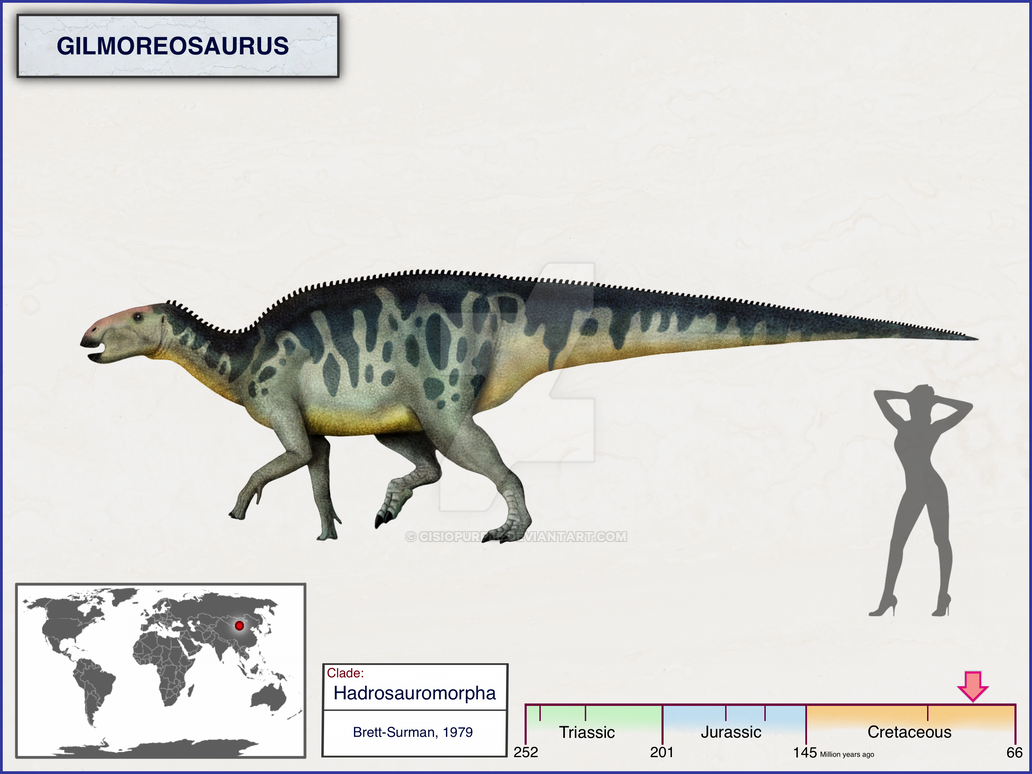 GILMOREOSAURUS
Clade:
Hadrosauromorpha
Brett-Surman, 1979
Triassic
Jurassic
Cretaceous
252
201
145
Million years ago
66